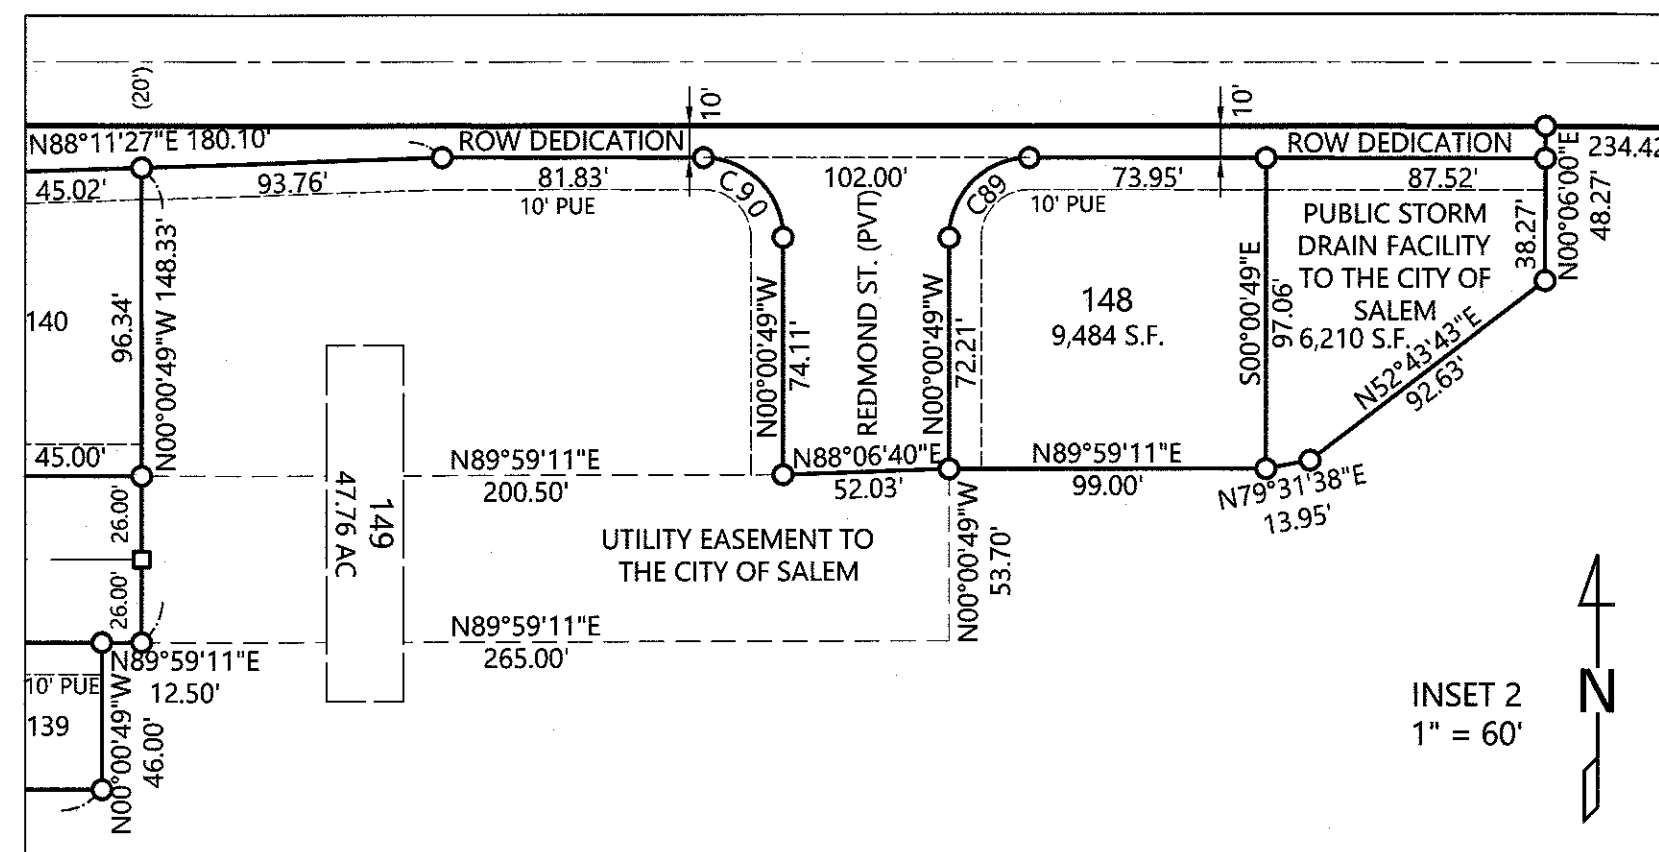 (20')
10'
10'
N88°11'27"E 180.10'
ROW DEDICATION
ROW DEDICATION
234.42
45.02'
93.76'
81.83'
C90
102.00'
C89
73.95'
87.52'
10' PUE
10' PUE
N00°06'00"E
48.27'
38.27'
PUBLIC STORM
DRAIN FACILITY
TO THE CITY OF
SALEM
6,210 S.F.
140
96.34'
N00°00'49"W 148.33'
N00°00'49"W
74.11'
REDMOND ST. (PVT)
N00°00'49"W
72.21'
148
9,484 S.F.
S00°00'49"E
97.06'
N52°43'43"E
92.63'
45.00'
N89°59'11"E
200.50'
N88°06'40"E
52.03'
N89°59'11"E
99.00'
N79°31'38"E
13.95'
26.00'
26.00'
149
47.76 AC
UTILITY EASEMENT TO
THE CITY OF SALEM
N00°00'49"W
53.70'
N89°59'11"E
265.00'
N89°59'11"E
12.50'
10' PUE
139
N00°00'49"W
46.00'
INSET 2
1" = 60'
N